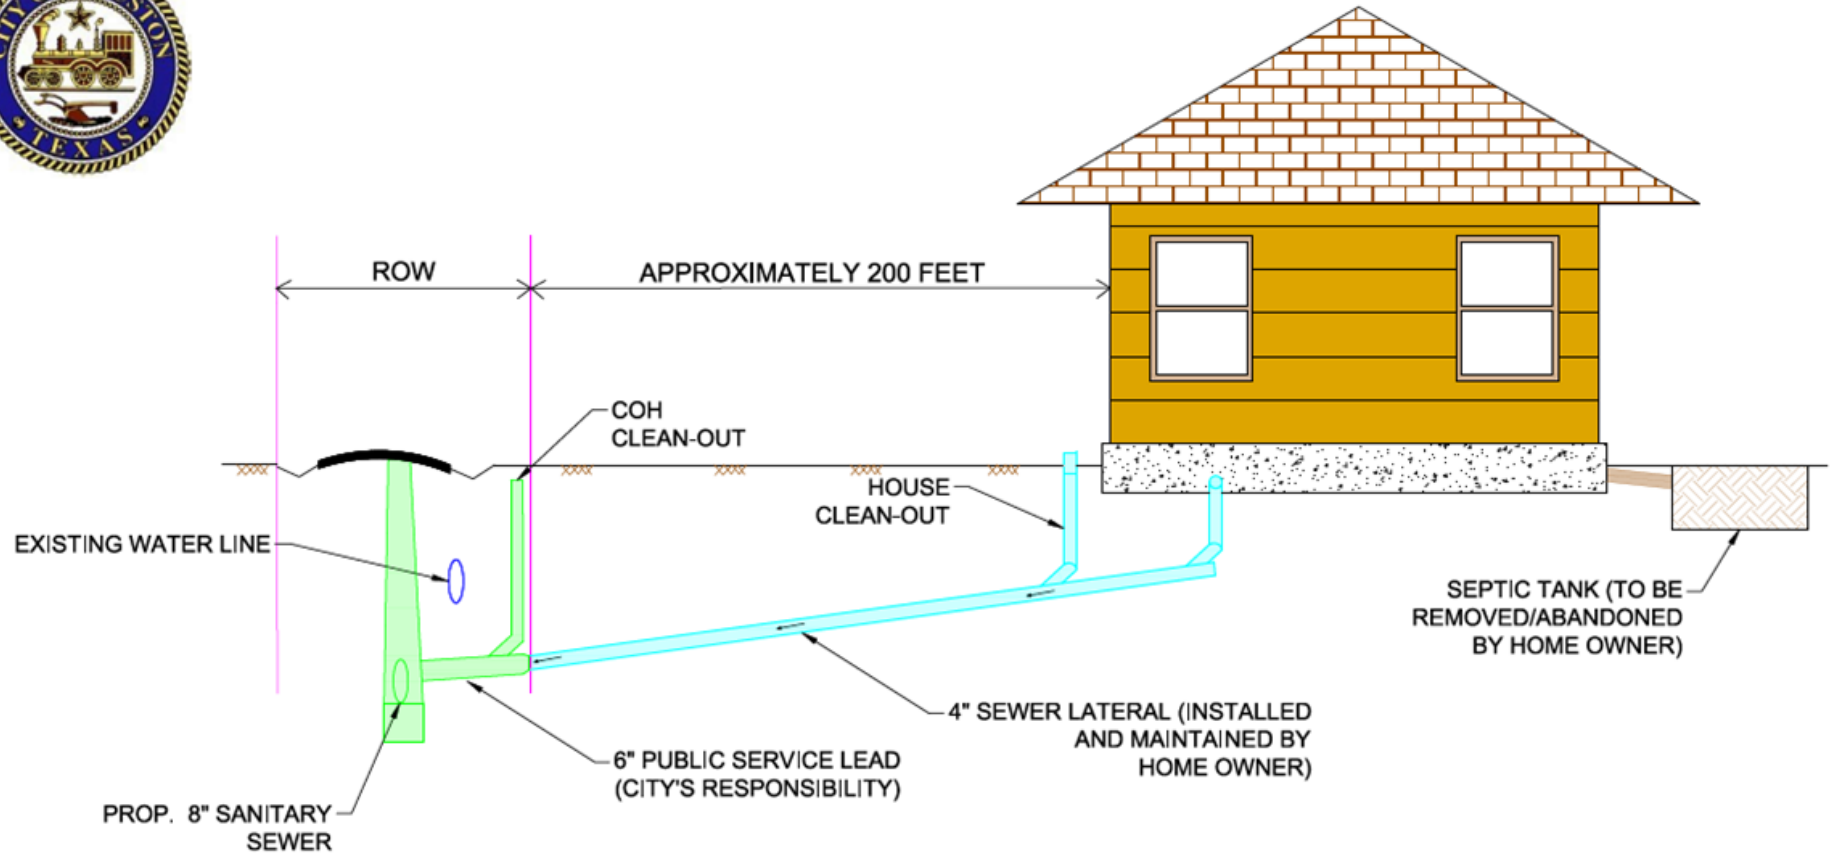 TEXAS
ROW
APPROXIMATELY 200 FEET
COH
CLEAN-OUT
HOUSE
CLEAN-OUT
EXISTING WATER LINE
SEPTIC TANK (TO BE
REMOVED/ABANDONED
BY HOME OWNER)
4" SEWER LATERAL (INSTALLED
AND MAINTAINED BY
HOME OWNER)
6" PUBLIC SERVICE LEAD
(CITY'S RESPONSIBILITY)
PROP. 8" SANITARY
SEWER